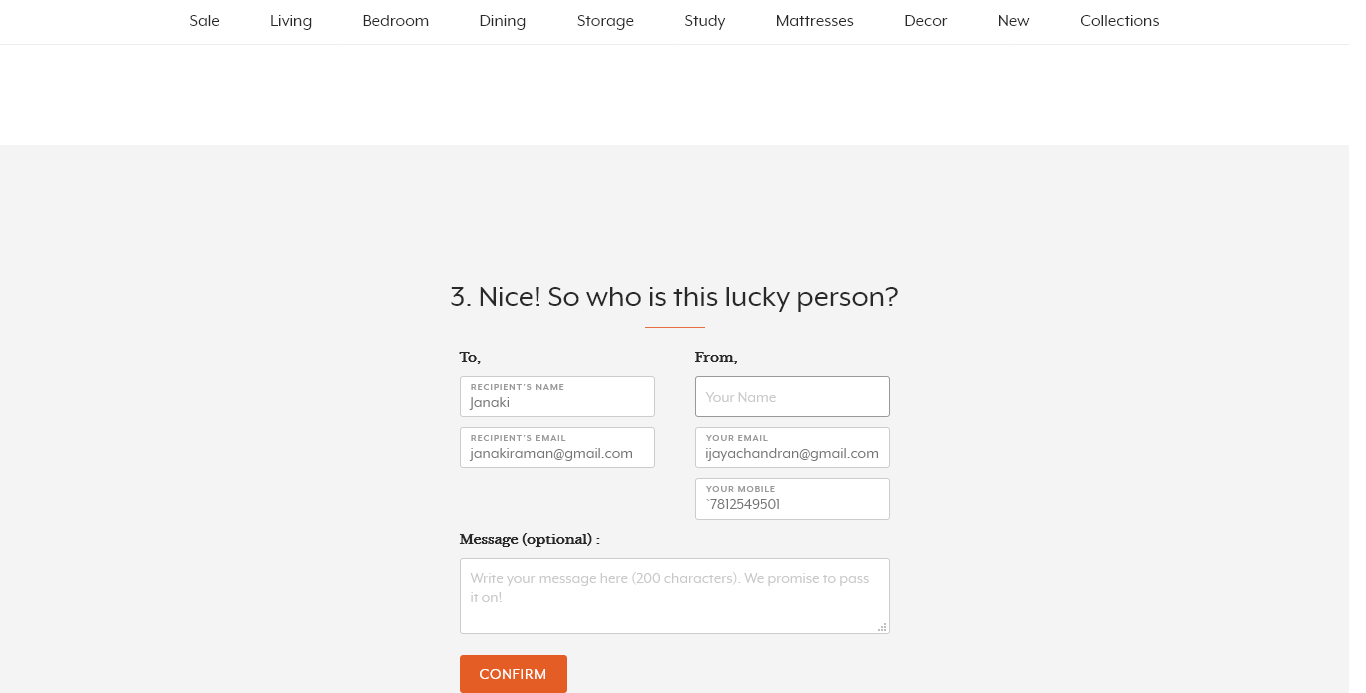 Sale Living Bedroom Dining Storage Study Mattresses Decor New Collections
3. Nice! So who is this lucky person?
To,
RECIPIENT'S NAME
Janaki
RECIPIENT'S EMAIL
janakiraman@gmail.com
From,
Your Name
YOUR EMAIL
ijayachandran@gmail.com
YOUR MOBILE
`7812549501
Message (optional) :
Write your message here (200 characters). We promise to pass
it on!
CONFIRM